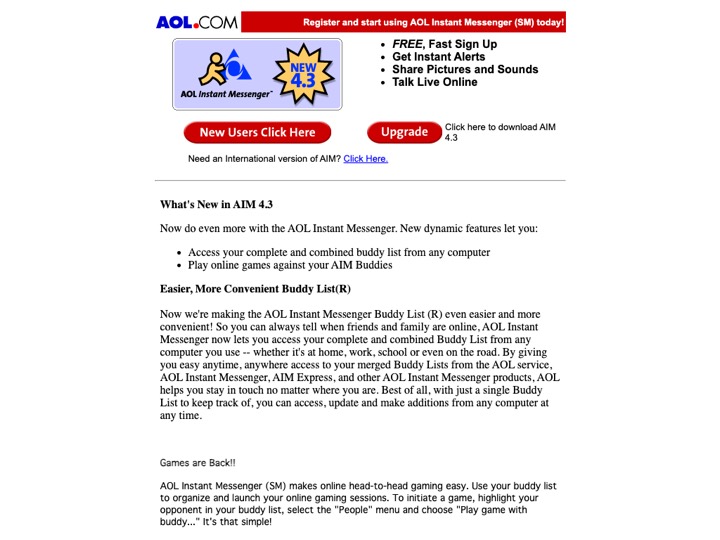 AOL.COM
Register and start using AOL Instant Messenger (SM) today!
AOL Instant Messenger™
NEW
4.3
• FREE, Fast Sign Up
• Get Instant Alerts
• Share Pictures and Sounds
• Talk Live Online
New Users Click Here
Upgrade
Click here to download AIM
4.3
Need an International version of AIM? Click Here.
What's New in AIM 4.3
Now do even more with the AOL Instant Messenger. New dynamic features let you:
• Access your complete and combined buddy list from any computer
• Play online games against your AIM Buddies
Easier, More Convenient Buddy List(R)
Now we're making the AOL Instant Messenger Buddy List (R) even easier and more
convenient! So you can always tell when friends and family are online, AOL Instant
Messenger now lets you access your complete and combined Buddy List from any
computer you use -- whether it's at home, work, school or even on the road. By giving
you easy anytime, anywhere access to your merged Buddy Lists from the AOL service,
AOL Instant Messenger, AIM Express, and other AOL Instant Messenger products, AOL
helps you stay in touch no matter where you are. Best of all, with just a single Buddy
List to keep track of, you can access, update and make additions from any computer at
any time.
Games are Back!!
AOL Instant Messenger (SM) makes online head-to-head gaming easy. Use your buddy list
to organize and launch your online gaming sessions. To initiate a game, highlight your
opponent in your buddy list, select the "People" menu and choose "Play game with
buddy..." It's that simple!